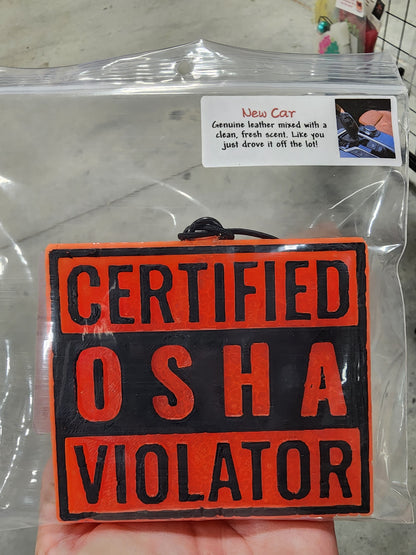 New Car
Genuine leather mixed with a
clean, fresh scent. Like you
just drove it off the lot!
CERTIFIED
OSHA
VIOLATOR